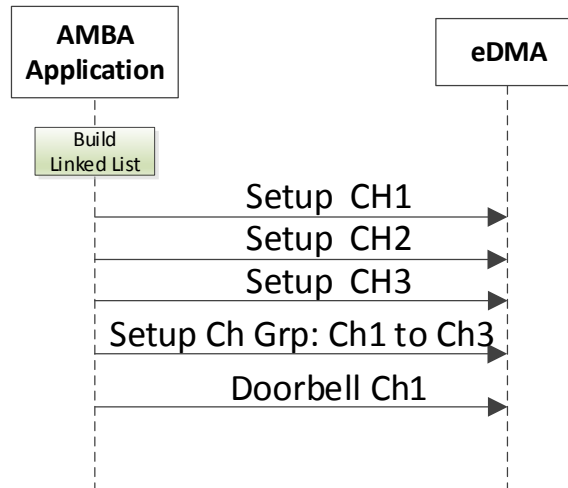 AMBA
Application
eDMA
Build
Linked List
Setup CH1
Setup CH2
Setup CH3
Setup Ch Grp: Ch1 to Ch3
Doorbell Ch1